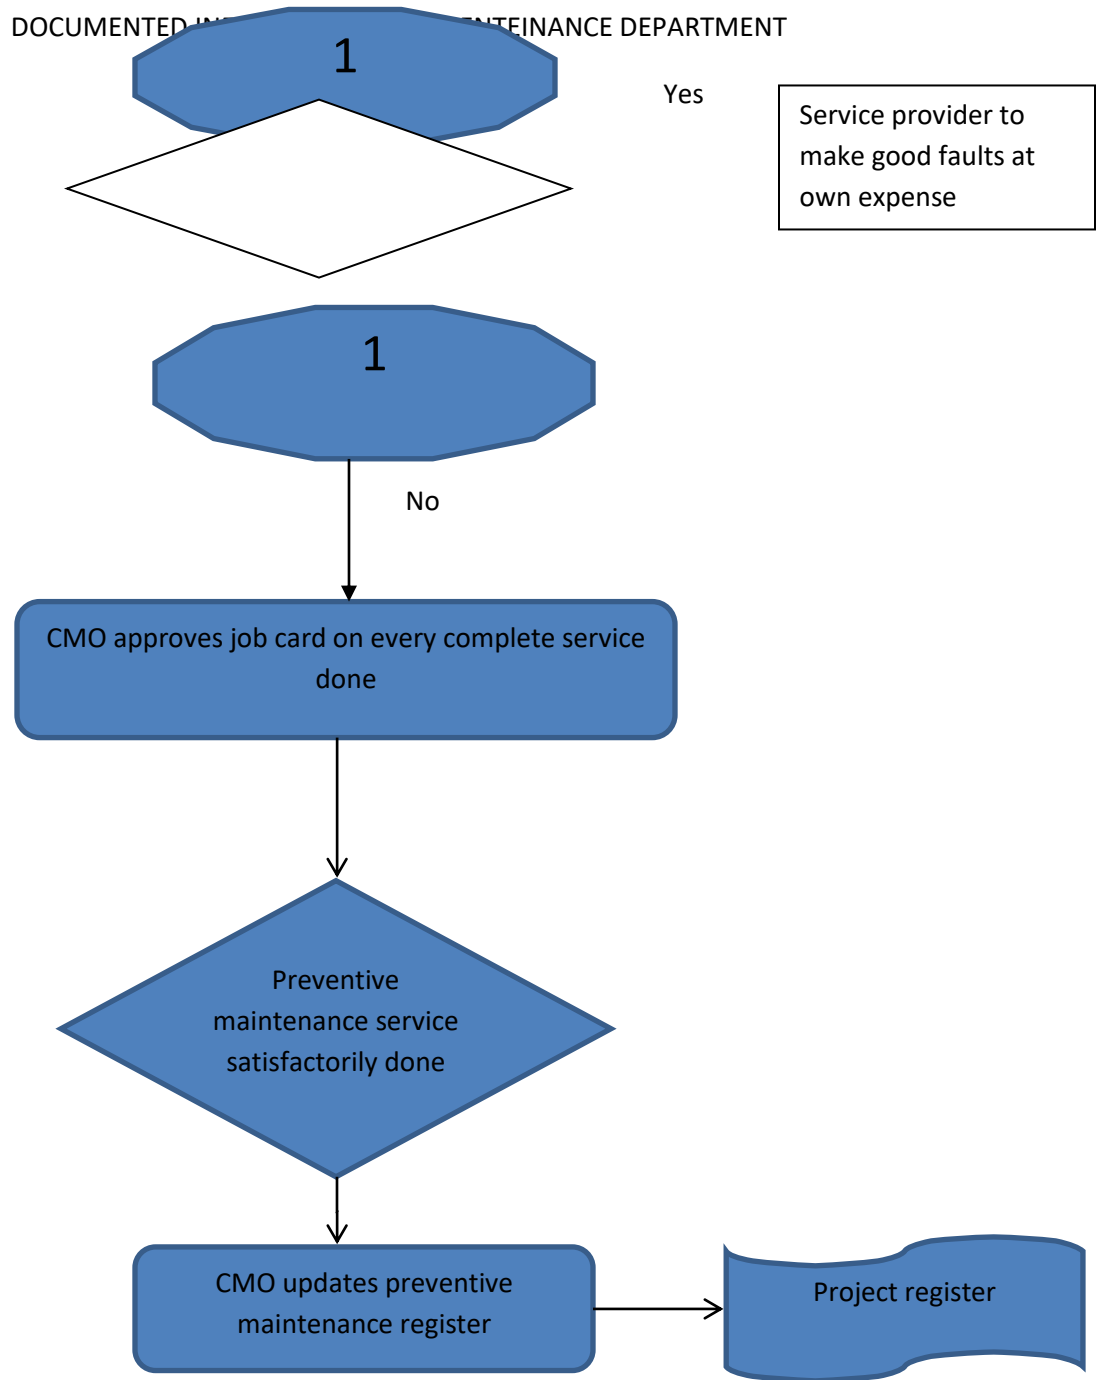 DOCUMENTED ENTEINANCE DEPARTMENT
1
Yes
Service provider to
make good faults at
own expense
1
No
CMO approves job card on every complete service
done
Preventive
maintenance service
satisfactorily done
CMO updates preventive
maintenance register
Project register